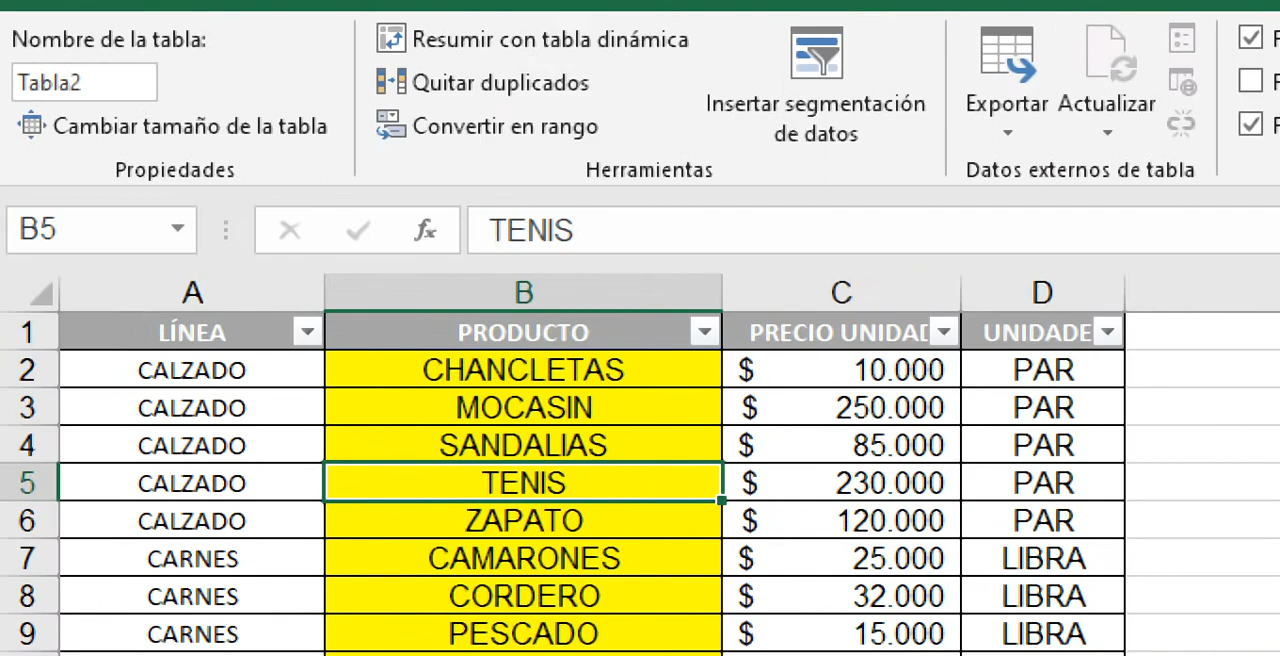 Nombre de la tabla:
Tabla2
Cambiar tamaño de la tabla
Propiedades
Resumir con tabla dinámica
Quitar duplicados
Convertir en rango
Insertar segmentación
de datos
Herramientas
Exportar Actualizar
Datos externos de tabla
B5 fx TENIS
A B C D
1 LÍNEA PRODUCTO PRECIO UNIDAD UNIDADE
2 CALZADO CHANCLETAS $ 10.000 PAR
3 CALZADO MOCASIN $ 250.000 PAR
4 CALZADO SANDALIAS $ 85.000 PAR
5 CALZADO TENIS $ 230.000 PAR
6 CALZADO ZAPATO $ 120.000 PAR
7 CARNES CAMARONES $ 25.000 LIBRA
8 CARNES CORDERO $ 32.000 LIBRA
9 CARNES PESCADO $ 15.000 LIBRA